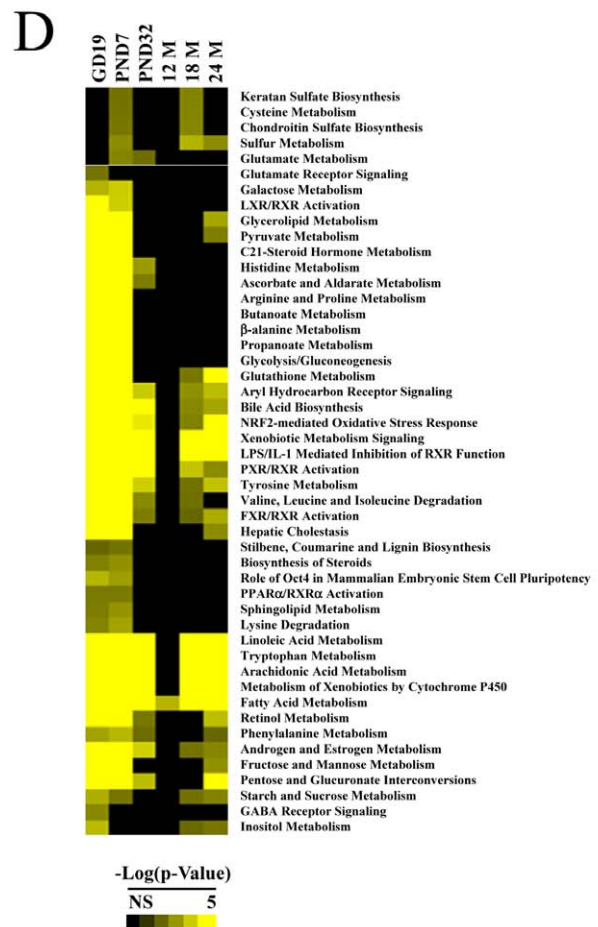 D
GD19 PND7 PND32 12 M 18 M 24 M
Keratan Sulfate Biosynthesis
Cysteine Metabolism
Chondroitin Sulfate Biosynthesis
Sulfur Metabolism
Glutamate Metabolism
Glutamate Receptor Signaling
Galactose Metabolism
LXR/RXR Activation
Glycerolipid Metabolism
Pyruvate Metabolism
C21-Steroid Hormone Metabolism
Histidine Metabolism
Ascorbate and Aldarate Metabolism
Arginine and Proline Metabolism
Butanoate Metabolism
β-alanine Metabolism
Propanoate Metabolism
Glycolysis/Gluconeogenesis
Glutathione Metabolism
Aryl Hydrocarbon Receptor Signaling
Bile Acid Biosynthesis
NRF2-mediated Oxidative Stress Response
Xenobiotic Metabolism Signaling
LPS/IL-1 Mediated Inhibition of RXR Function
PXR/RXR Activation
Tyrosine Metabolism
Valine, Leucine and Isoleucine Degradation
FXR/RXR Activation
Hepatic Cholestasis
Stilbene, Coumarine and Lignin Biosynthesis
Biosynthesis of Steroids
Role of Oct4 in Mammalian Embryonic Stem Cell Pluripotency
PPARα/RXRα Activation
Sphingolipid Metabolism
Lysine Degradation
Linoleic Acid Metabolism
Tryptophan Metabolism
Arachidonic Acid Metabolism
Metabolism of Xenobiotics by Cytochrome P450
Fatty Acid Metabolism
Retinol Metabolism
Phenylalanine Metabolism
Androgen and Estrogen Metabolism
Fructose and Mannose Metabolism
Pentose and Glucuronate Interconversions
Starch and Sucrose Metabolism
GABA Receptor Signaling
Inositol Metabolism
-Log(p-Value)
NS 5